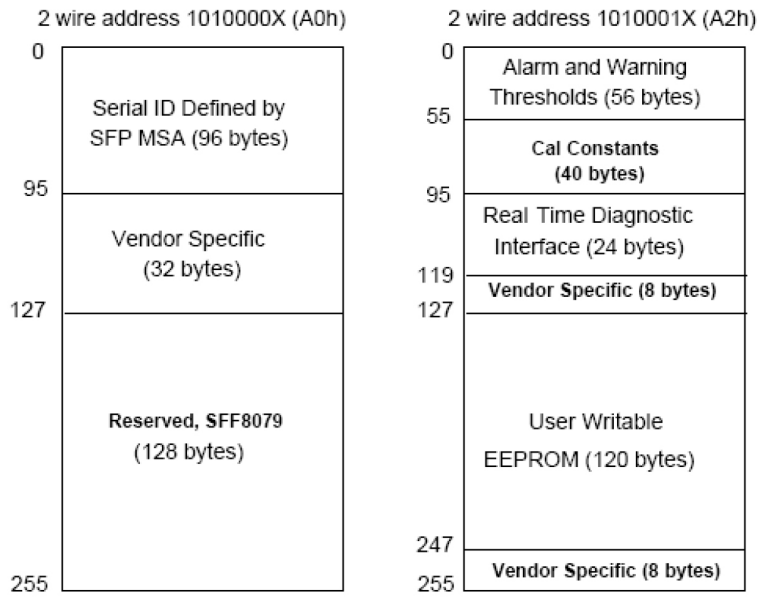 2 wire address 1010000X (A0h)
0
Serial ID Defined by
SFP MSA (96 bytes)
95
Vendor Specific
(32 bytes)
127
Reserved, SFF8079
(128 bytes)
255
2 wire address 1010001X (A2h)
0
Alarm and Warning
Thresholds (56 bytes)
55
Cal Constants
(40 bytes)
95
Real Time Diagnostic
Interface (24 bytes)
119
Vendor Specific (8 bytes)
127
User Writable
EEPROM (120 bytes)
247
Vendor Specific (8 bytes)
255